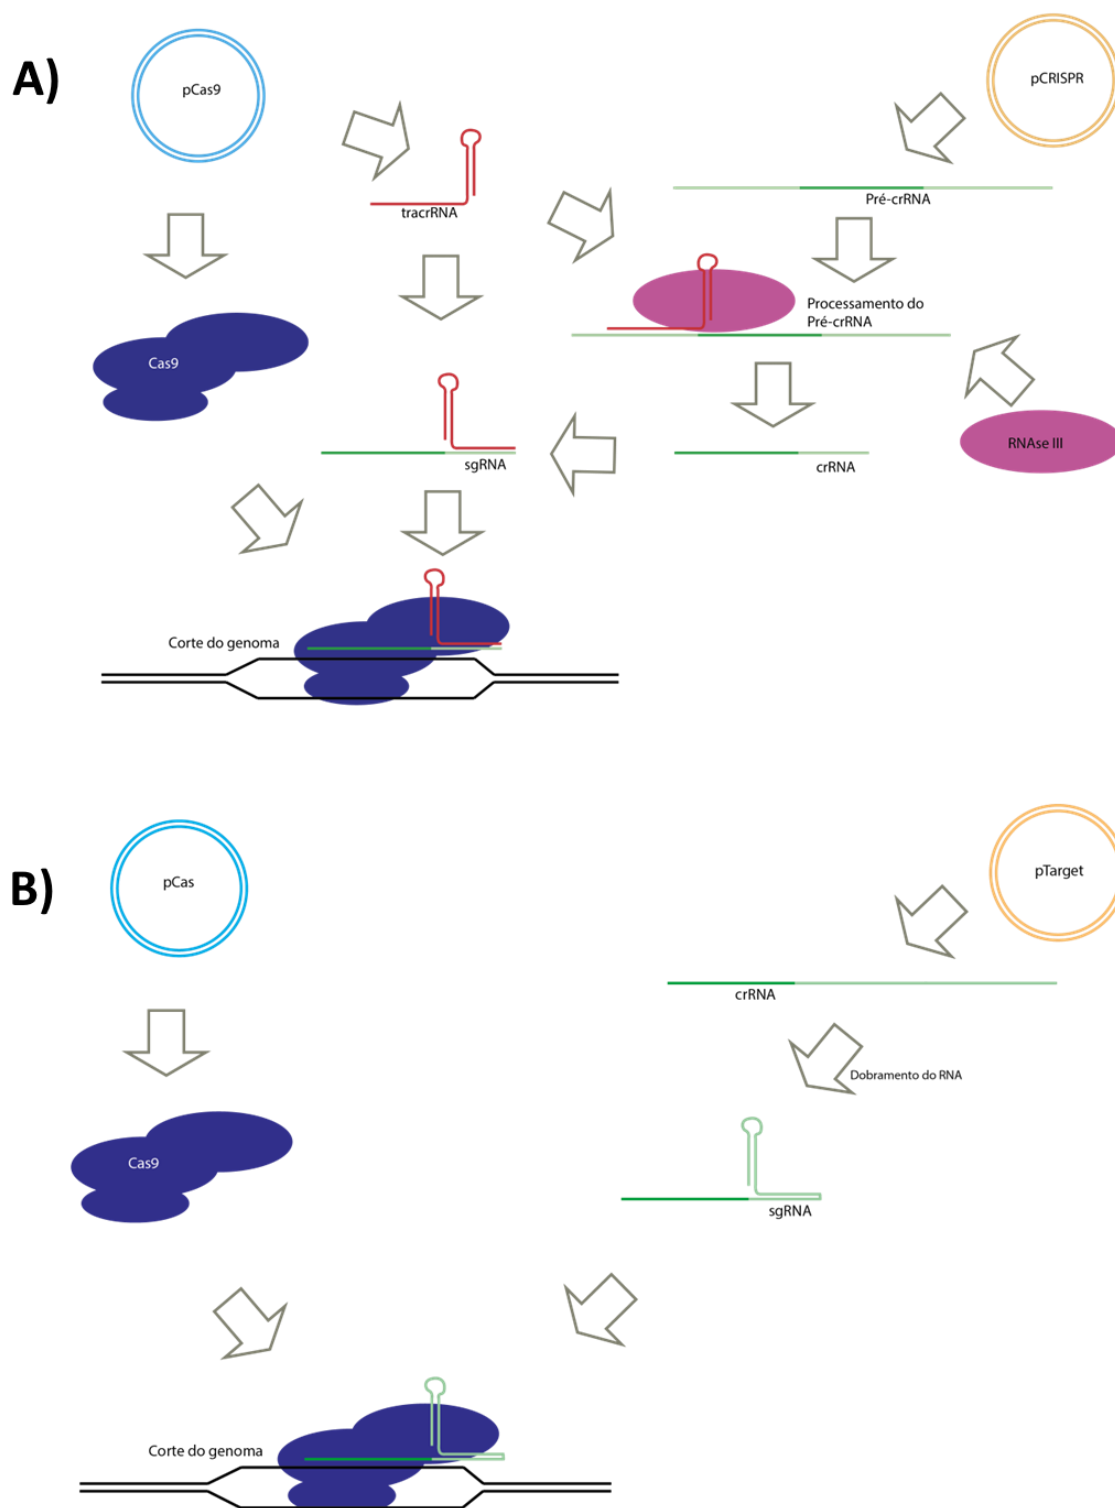 A)
pCas9
pCRISPR
tracrRNA
Pré-crRNA
Processamento do
Pré-crRNA
Cas9
RNAse III
sgRNA
crRNA
Corte do genoma
B)
pCas
pTarget
crRNA
Dobramento do RNA
Cas9
sgRNA
Corte do genoma